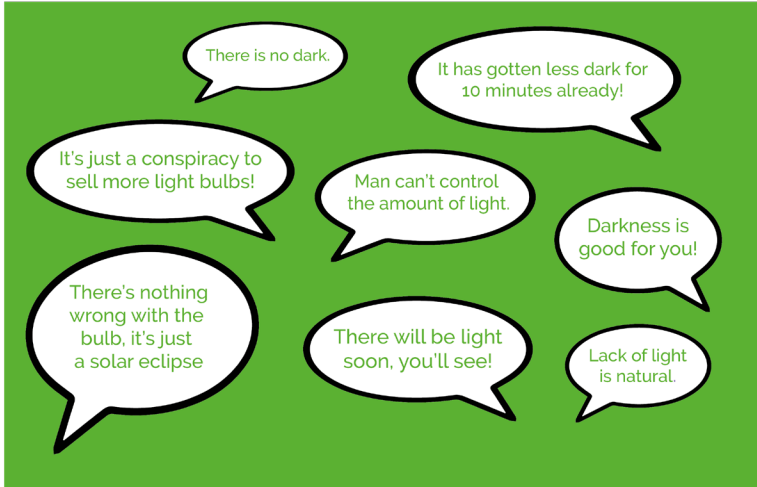 There is no dark.
It has gotten less dark for
10 minutes already!
It's just a conspiracy to
sell more light bulbs!
Man can't control
the amount of light.
Darkness is
good for you!
There's nothing
wrong with the
bulb, it's just
a solar eclipse
There will be light
soon, you'll see!
Lack of light
is natural.